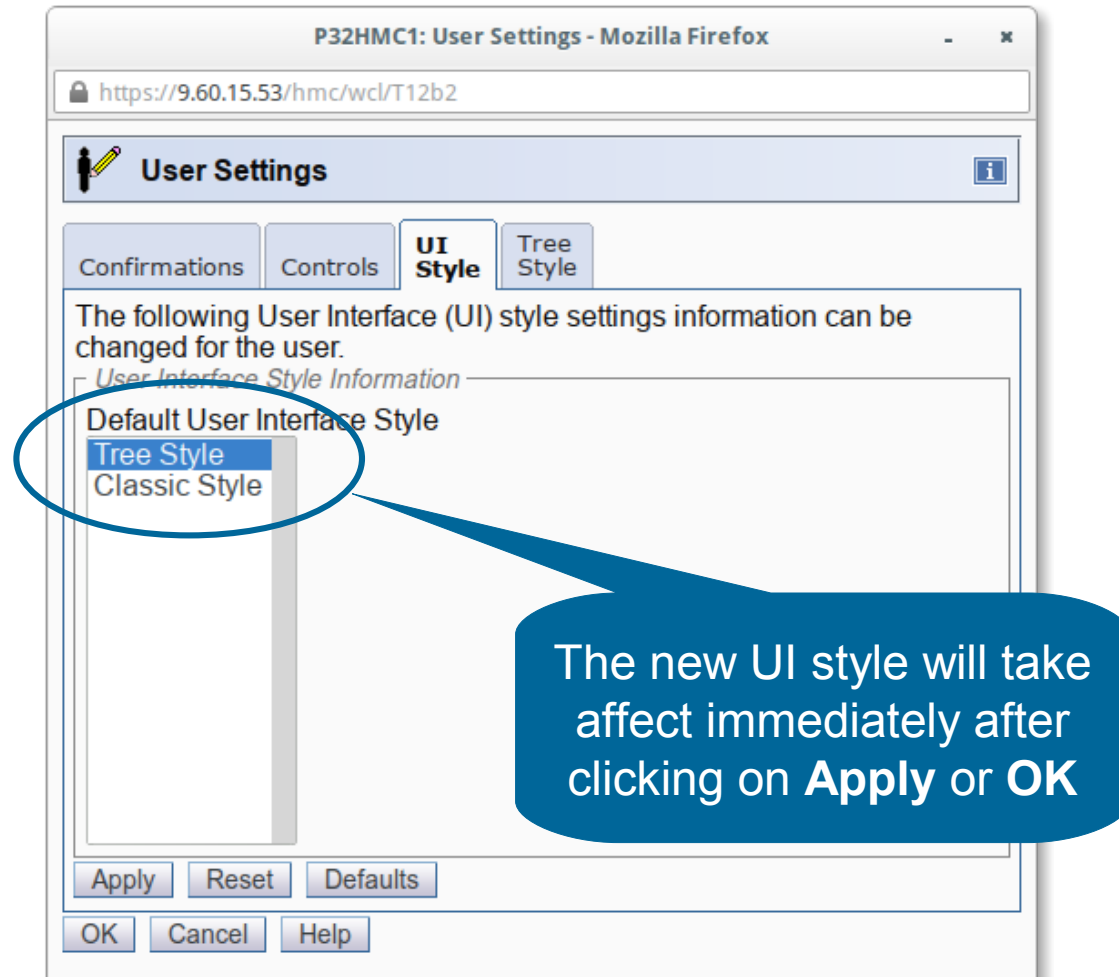 P32HMC1: User Settings - Mozilla Firefox
https://9.60.15.53/hmc/wcl/T12b2
User Settings
Confirmations Controls UI Style Tree Style
The following User Interface (UI) style settings information can be
changed for the user.
User Interface Style Information
Default User Interface Style
Tree Style
Classic Style
The new UI style will take
affect immediately after
clicking on Apply or OK
Apply Reset Defaults
OK Cancel Help